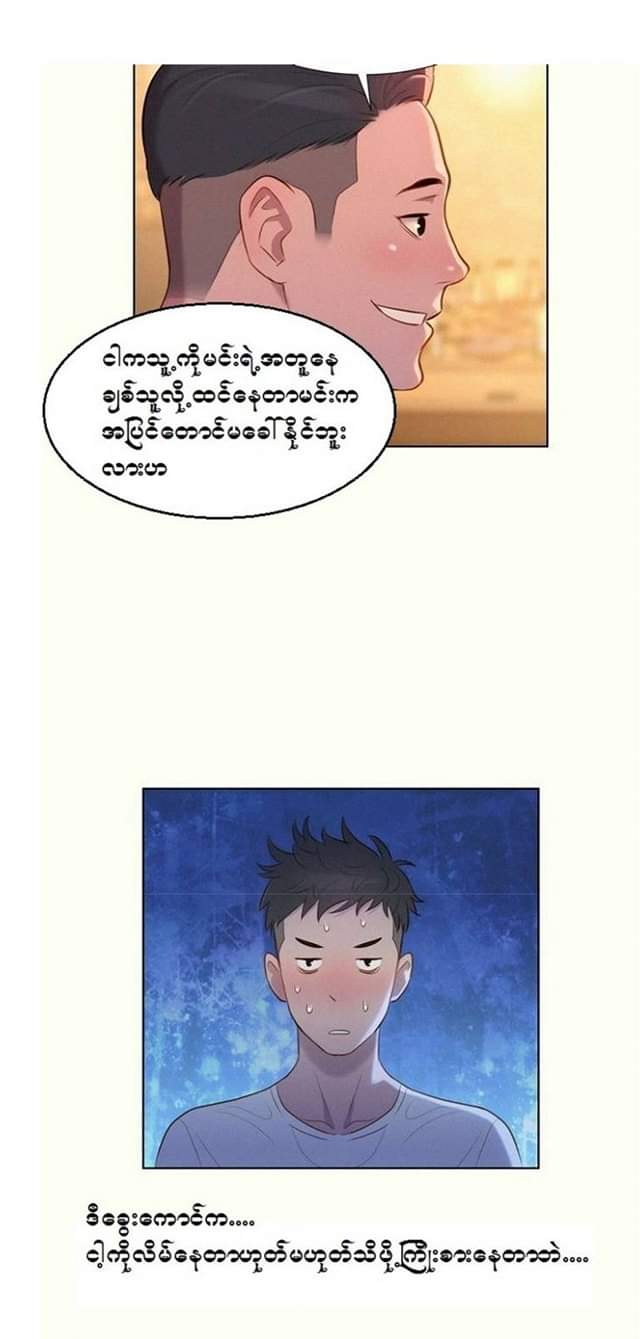 ငါကသူ့ကိုမင်းရဲ့အတူနေ
ချစ်သူလို့ထင်နေတာမင်းက
အပြင်တောင်မခေါ်နိုင်ဘူး
လားဟ
ဒီခွေးကောင်က....
ငါ့ကိုလိမ်နေတာဟုတ်မဟုတ်သိဖို့ကြိုးစားနေတာဘဲ....